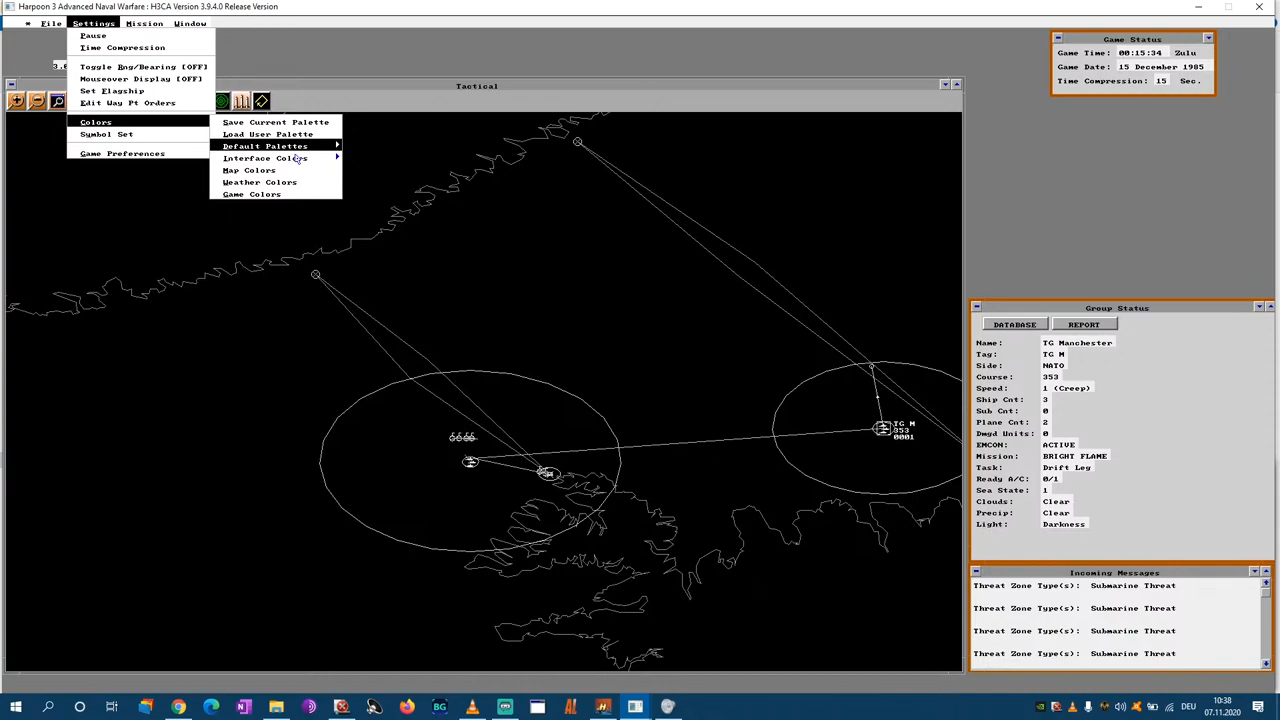 Harpoon 3 Advanced Naval Warfare : H3CA Version 3.9.4.0 Release Version
* File Settings Mission Window
Pause
Time Compression
Toggle Rng/Bearing [OFF]
Mouseover Display [OFF]
Set Flagship
Edit Way Pt Orders
Colors
Symbol Set
Game Preferences
Save Current Palette
Load User Palette
Default Palettes
Interface Colors
Map Colors
Weather Colors
Game Colors
3.0
Tactical
TG M
353
0001
Game Status
Game Time: 00:15:34 Zulu
Game Date: 15 December 1985
Time Compression: 15 Sec.
Group Status
DATABASE REPORT
Name: TG Manchester
Tag: TG M
Side: NATO
Course: 353
Speed: 1 (Creep)
Ship Cnt: 3
Sub Cnt: 0
Plane Cnt: 2
Dmgd Units: 0
EMCON: ACTIVE
Mission: BRIGHT FLAME
Task: Drift Leg
Ready A/C: 0/1
Sea State: 1
Clouds: Clear
Precip: Clear
Light: Darkness
Incoming Messages
Threat Zone Type(s): Submarine Threat
Threat Zone Type(s): Submarine Threat
Threat Zone Type(s): Submarine Threat
Threat Zone Type(s): Submarine Threat
BG
DEU
10:38
07.11.2020